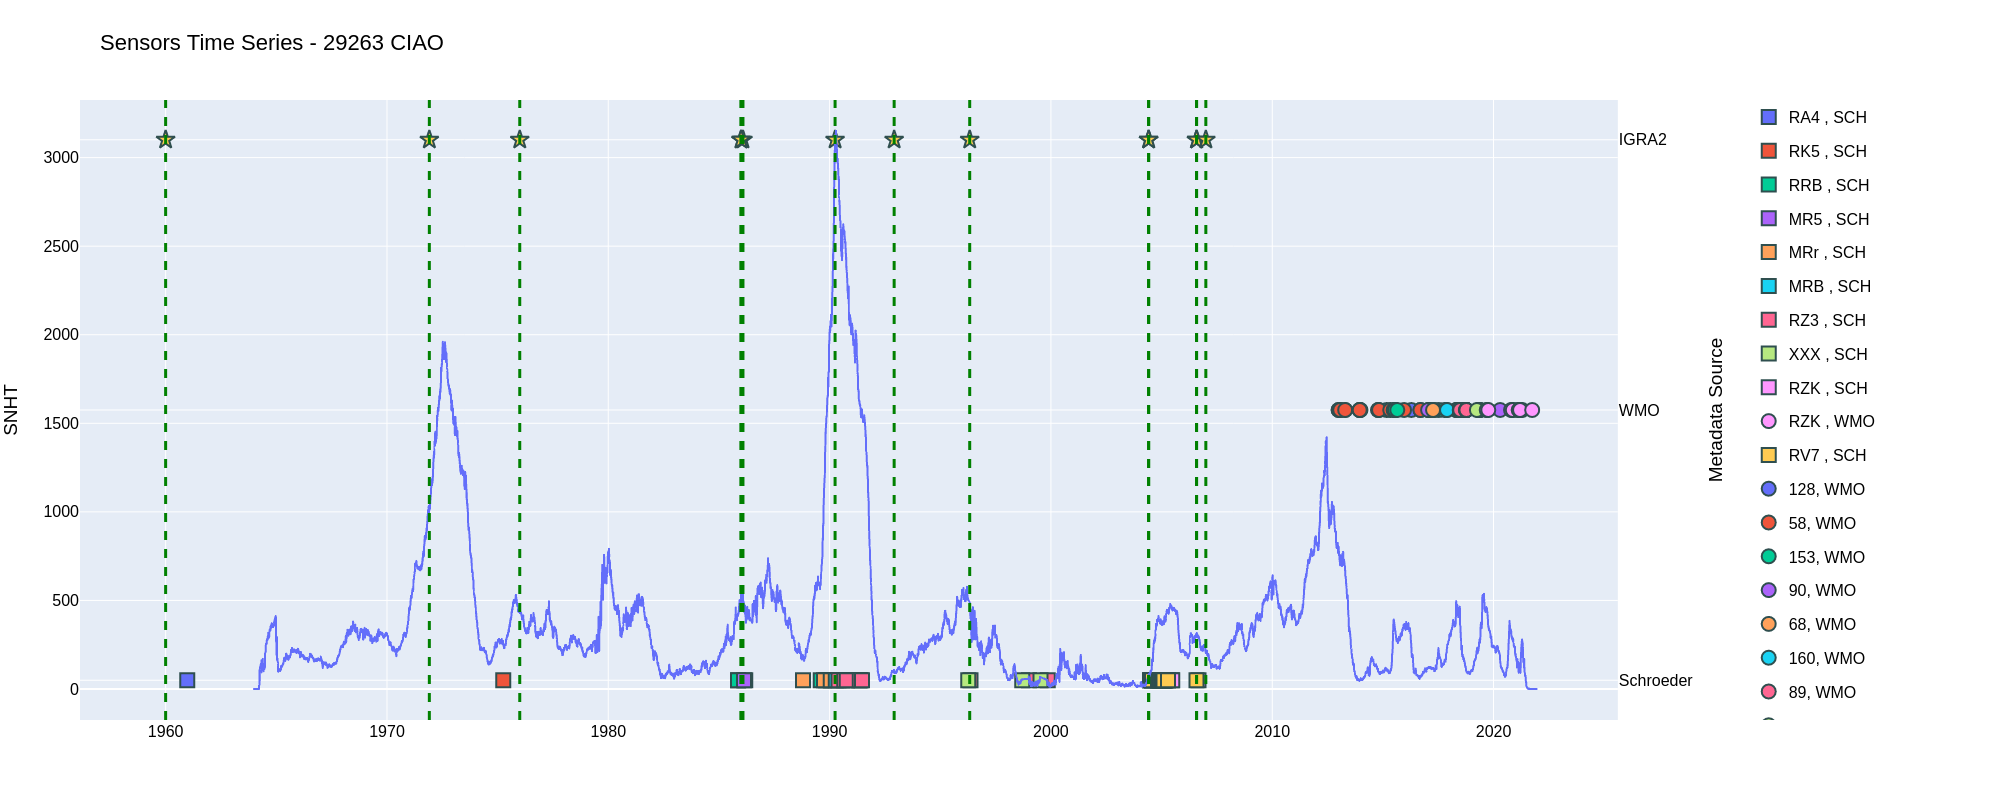 Sensors Time Series - 29263 CIAO
SNHT
3000
2500
2000
1500
1000
500
0
1960
1970
1980
1990
2000
2010
2020
IGRA2
WMO
Schroeder
Metadata Source
RA4 , SCH
RK5 , SCH
RRB , SCH
MR5 , SCH
MRr , SCH
MRB , SCH
RZ3 , SCH
XXX , SCH
RZK , SCH
RZK , WMO
RV7 , SCH
128, WMO
58, WMO
153, WMO
90, WMO
68, WMO
160, WMO
89, WMO